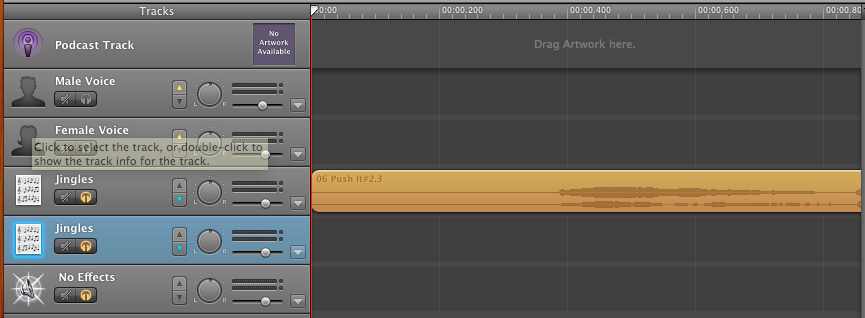 Tracks
0:00
00:00.200
00:00.400
00:00.600
00:00.80
Podcast Track
No
Artwork
Available
Drag Artwork here.
Male Voice
L
R
Female Voice
Click to select the track, or double-click to
show the track info for the track.
Jingles
L
R
06 Push It#2.3
Jingles
L
R
No Effects
L
R